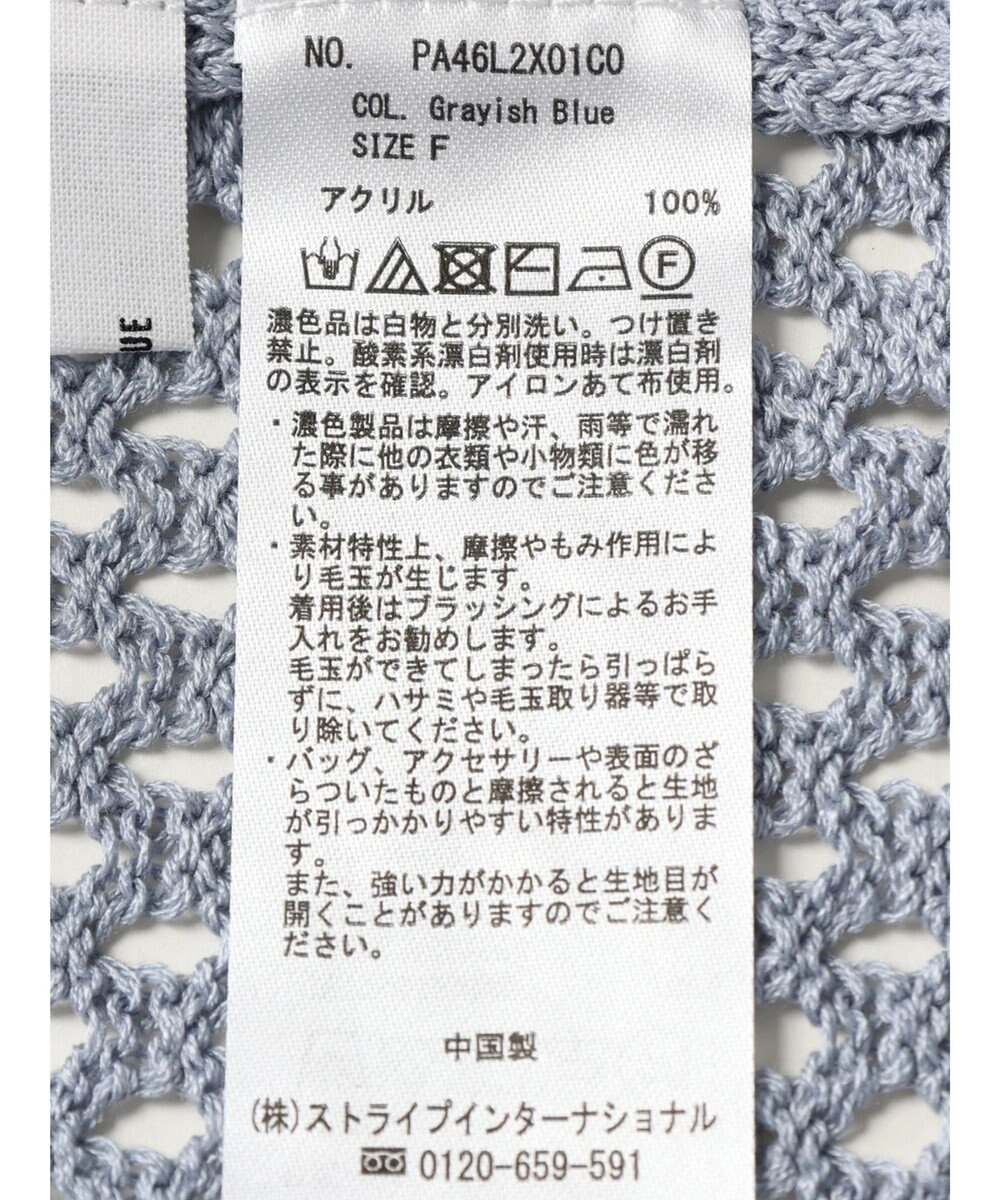 NO. PA46L2X01C0
COL. Grayish Blue
SIZE F
アクリル 100%
F
濃色品は白物と分別洗い。つけ置き
禁止。酸素系漂白剤使用時は漂白剤
の表示を確認。アイロンあて布使用。
・濃色製品は摩擦や汗、雨等で濡れ
た際に他の衣類や小物類に色が移
る事がありますのでご注意くださ
い。
・素材特性上、摩擦やもみ作用によ
り毛玉が生じます。
着用後はブラッシングによるお手
入れをお勧めします。
毛玉ができてしまったら引っぱら
ずに、ハサミや毛玉取り器等で取
り除いてください。
・バッグ、アクセサリーや表面のざ
らついたものと摩擦されると生地
が引っかかりやすい特性がありま
す。
また、強い力がかかると生地目が
開くことがありますのでご注意く
ださい。
中国製
(株)ストライプインターナショナル
0120-659-591
UE